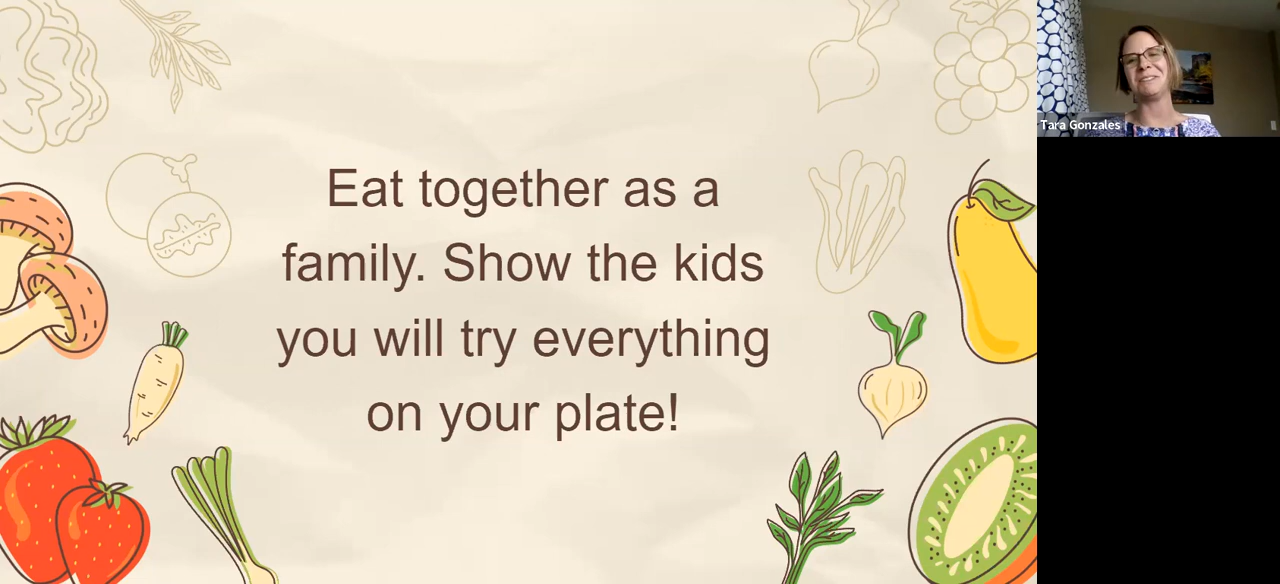 Eat together as a
family. Show the kids
you will try everything
on your plate!
Tara Gonzales